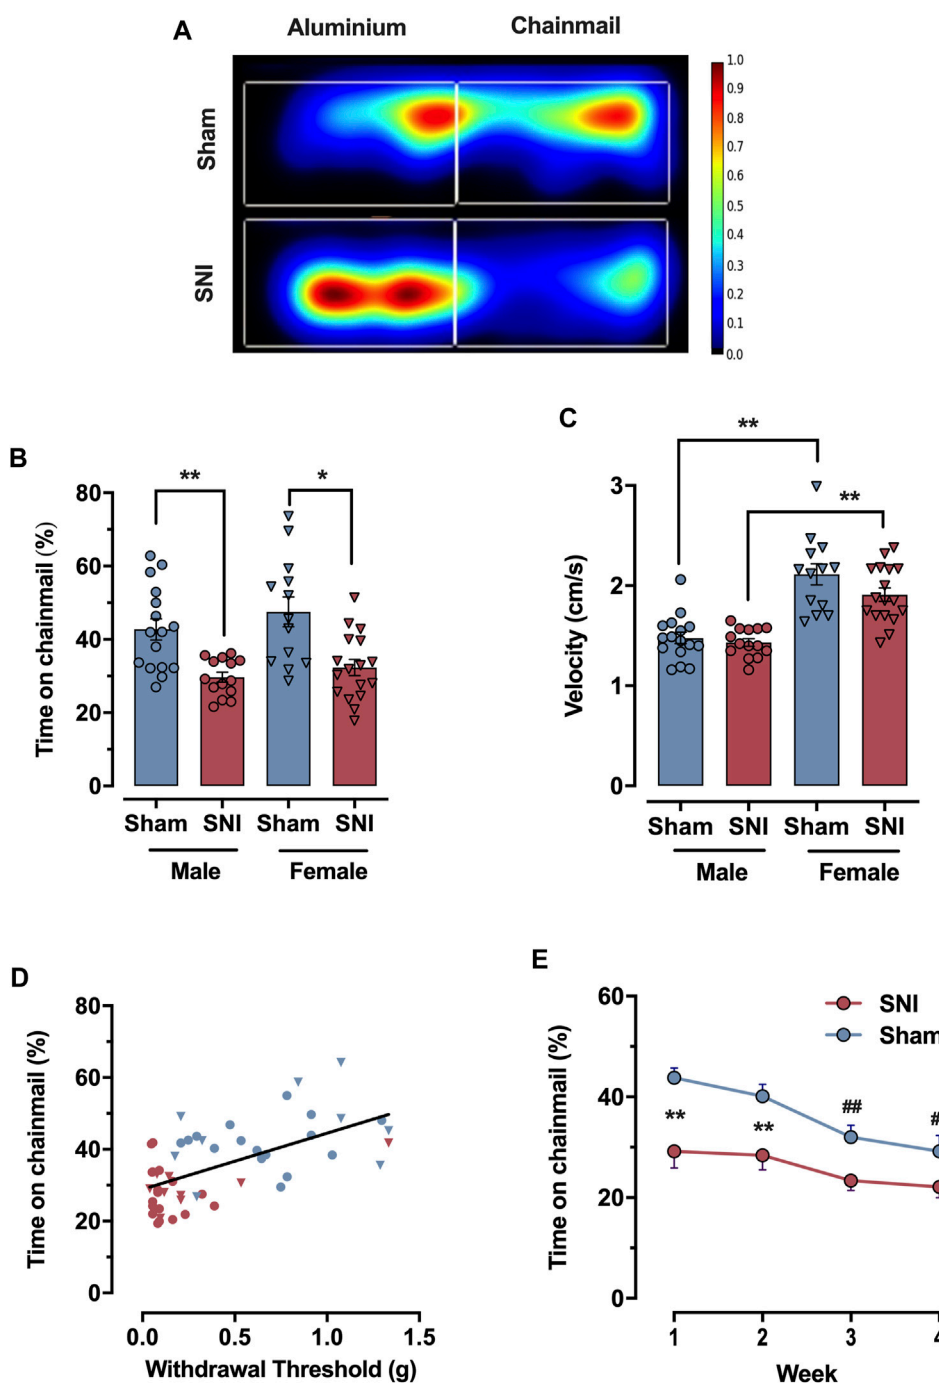 A
Aluminium
Chainmail
Sham
SNI
1.0
0.9
0.8
0.7
0.6
0.5
0.4
0.3
0.2
0.1
0.0
B
Time on chainmail (%)
80
60
40
20
0
**
*
Sham
SNI
Sham
SNI
Male
Female
C
Velocity (cm/s)
3
2
1
0
**
**
Sham
SNI
Sham
SNI
Male
Female
D
Time on chainmail (%)
80
60
40
20
0
0.0
0.5
1.0
1.5
Withdrawal Threshold (g)
E
Time on chainmail (%)
60
40
20
0
SNI
Sham
**
**
##
#
1
2
3
4
Week